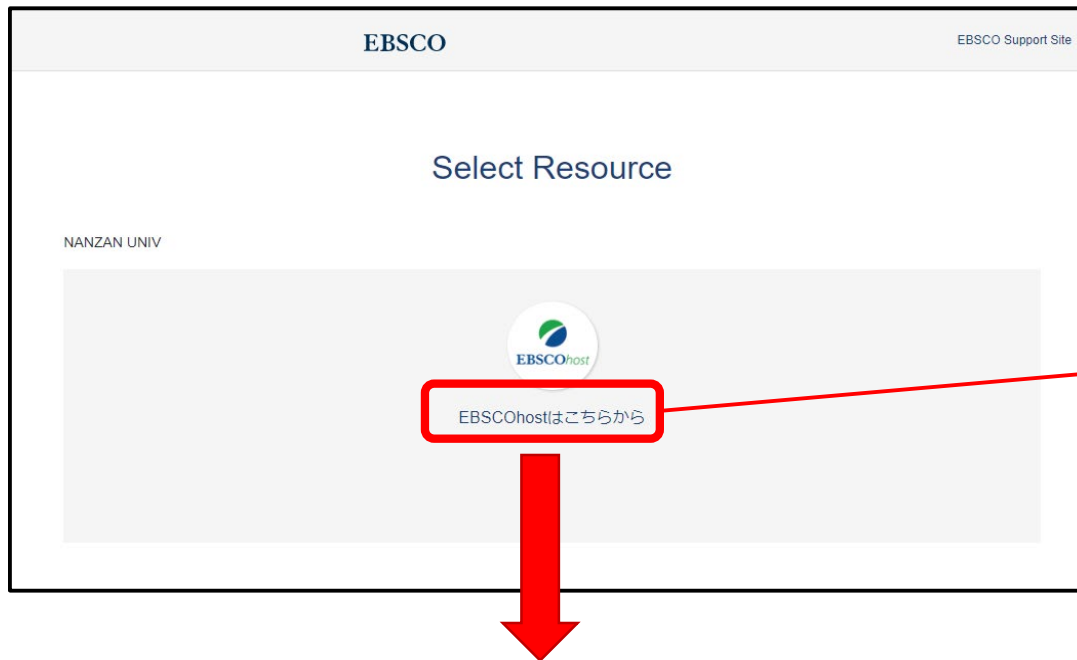 EBSCO
EBSCO Support Site
Select Resource
NANZAN UNIV
EBSCOhost
EBSCOhostはこちらから